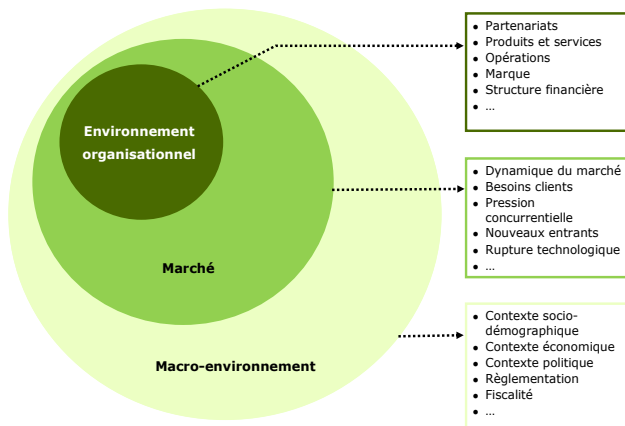 Environnement
organisationnel
Marché
Macro-environnement
• Partenariats
• Produits et services
• Opérations
• Marque
• Structure financière
• ...
• Dynamique du marché
• Besoins clients
• Pression
concurrentielle
• Nouveaux entrants
• Rupture technologique
• ...
• Contexte socio-
démographique
• Contexte économique
• Contexte politique
• Règlementation
• Fiscalité
• ...